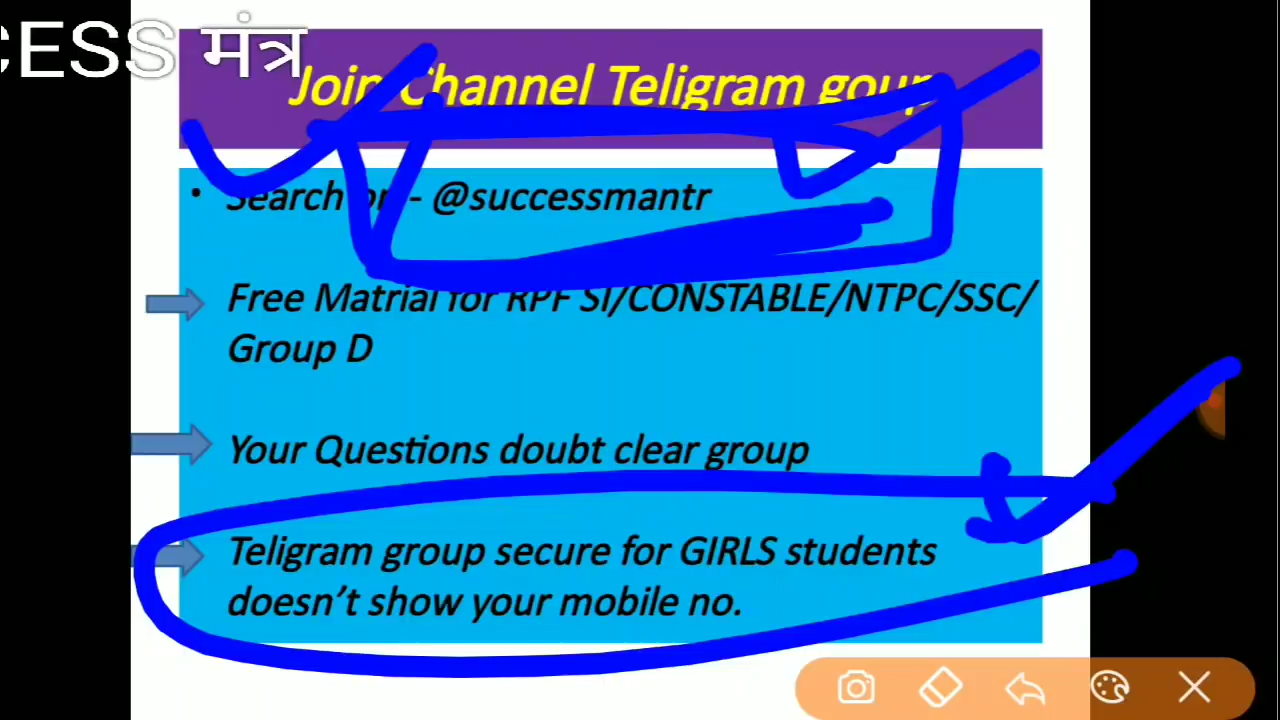 CESS मंत्र
Join Channel Teligram goup
• Search on - @successmantr
Free Matrial for RPF SI/CONSTABLE/NTPC/SSC/
Group D
Your Questions doubt clear group
Teligram group secure for GIRLS students
doesn't show your mobile no.